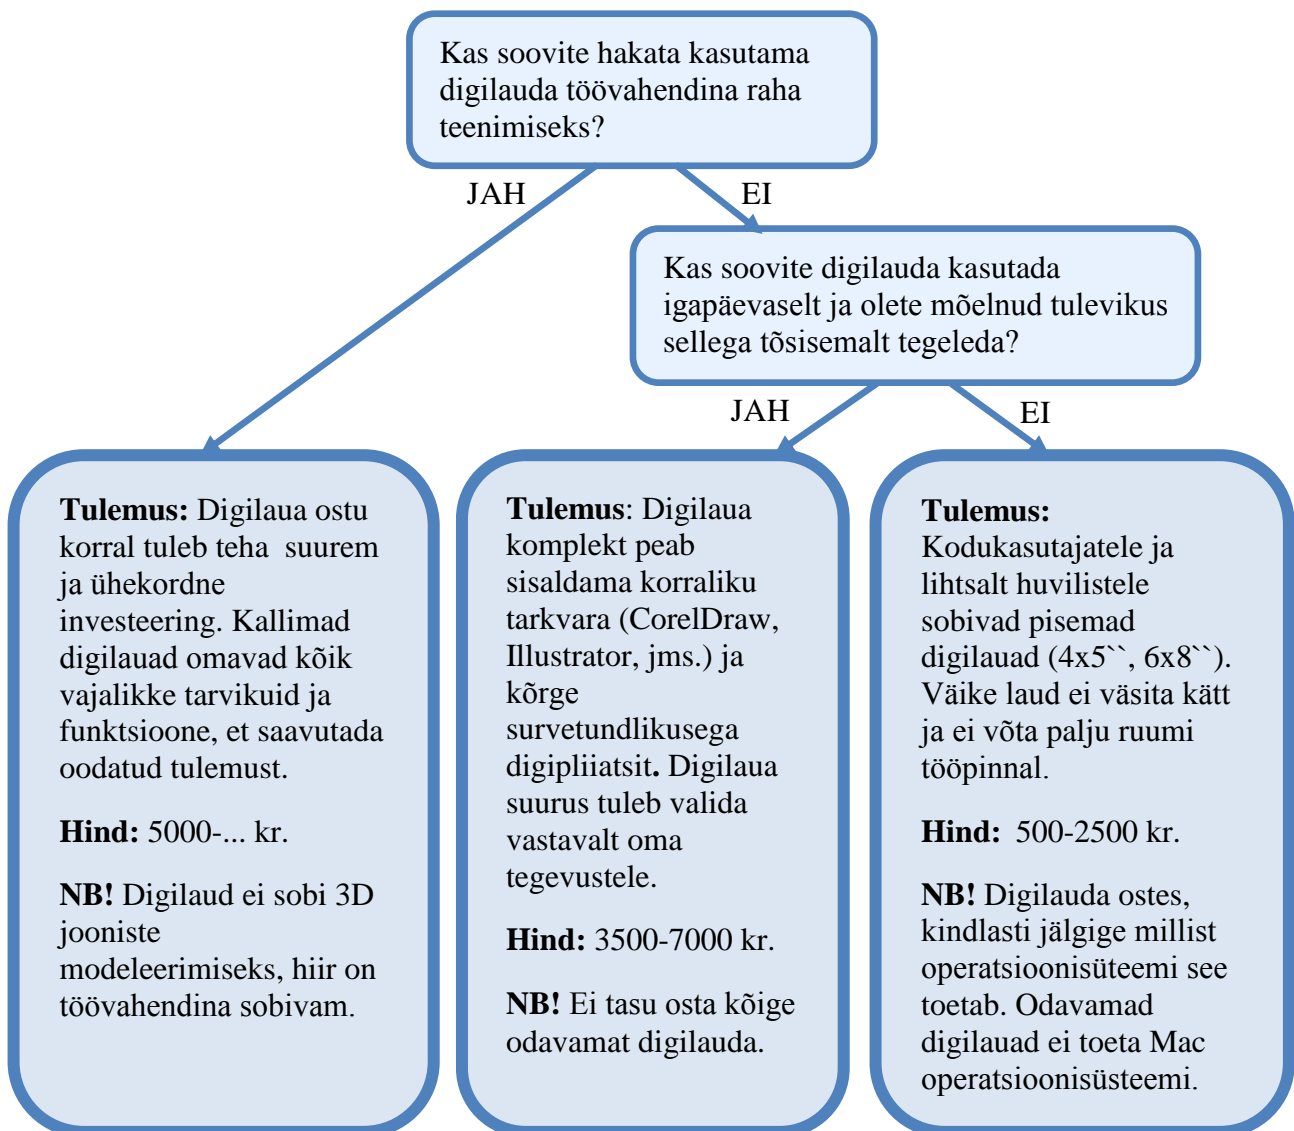 Kas soovite hakata kasutama
digilauda töövahendina raha
teenimiseks?
JAH
EI
Kas soovite digilauda kasutada
igapäevaselt ja olete mõelnud tulevikus
sellega tõsisemalt tegeleda?
JAH
EI
Tulemus: Digilaua ostu
korral tuleb teha  suurem
ja ühekordne
investeering. Kallimad
digilauad omavad kõik
vajalikke tarvikuid ja
funktsioone, et saavutada
oodatud tulemust.
Hind: 5000-... kr.
NB! Digilaud ei sobi 3D
jooniste
modeleerimiseks, hiir on
töövahendina sobivam.
Tulemus: Digilaua
komplekt peab
sisaldama korraliku
tarkvara (CorelDraw,
Illustrator, jms.) ja
kõrge
survetundlikusega
digipliiatsit. Digilaua
suurus tuleb valida
vastavalt oma
tegevustele.
Hind: 3500-7000 kr.
NB! Ei tasu osta kõige
odavamat digilauda.
Tulemus:
Kodukasutajatele ja
lihtsalt huvilistele
sobivad pisemad
digilauad (4x5``, 6x8``).
Väike laud ei väsita kätt
ja ei võta palju ruumi
tööpinnal.
Hind:  500-2500 kr.
NB! Digilauda ostes,
kindlasti jälgige millist
operatsioonisüteemi see
toetab. Odavamad
digilauad ei toeta Mac
operatsioonisüsteemi.